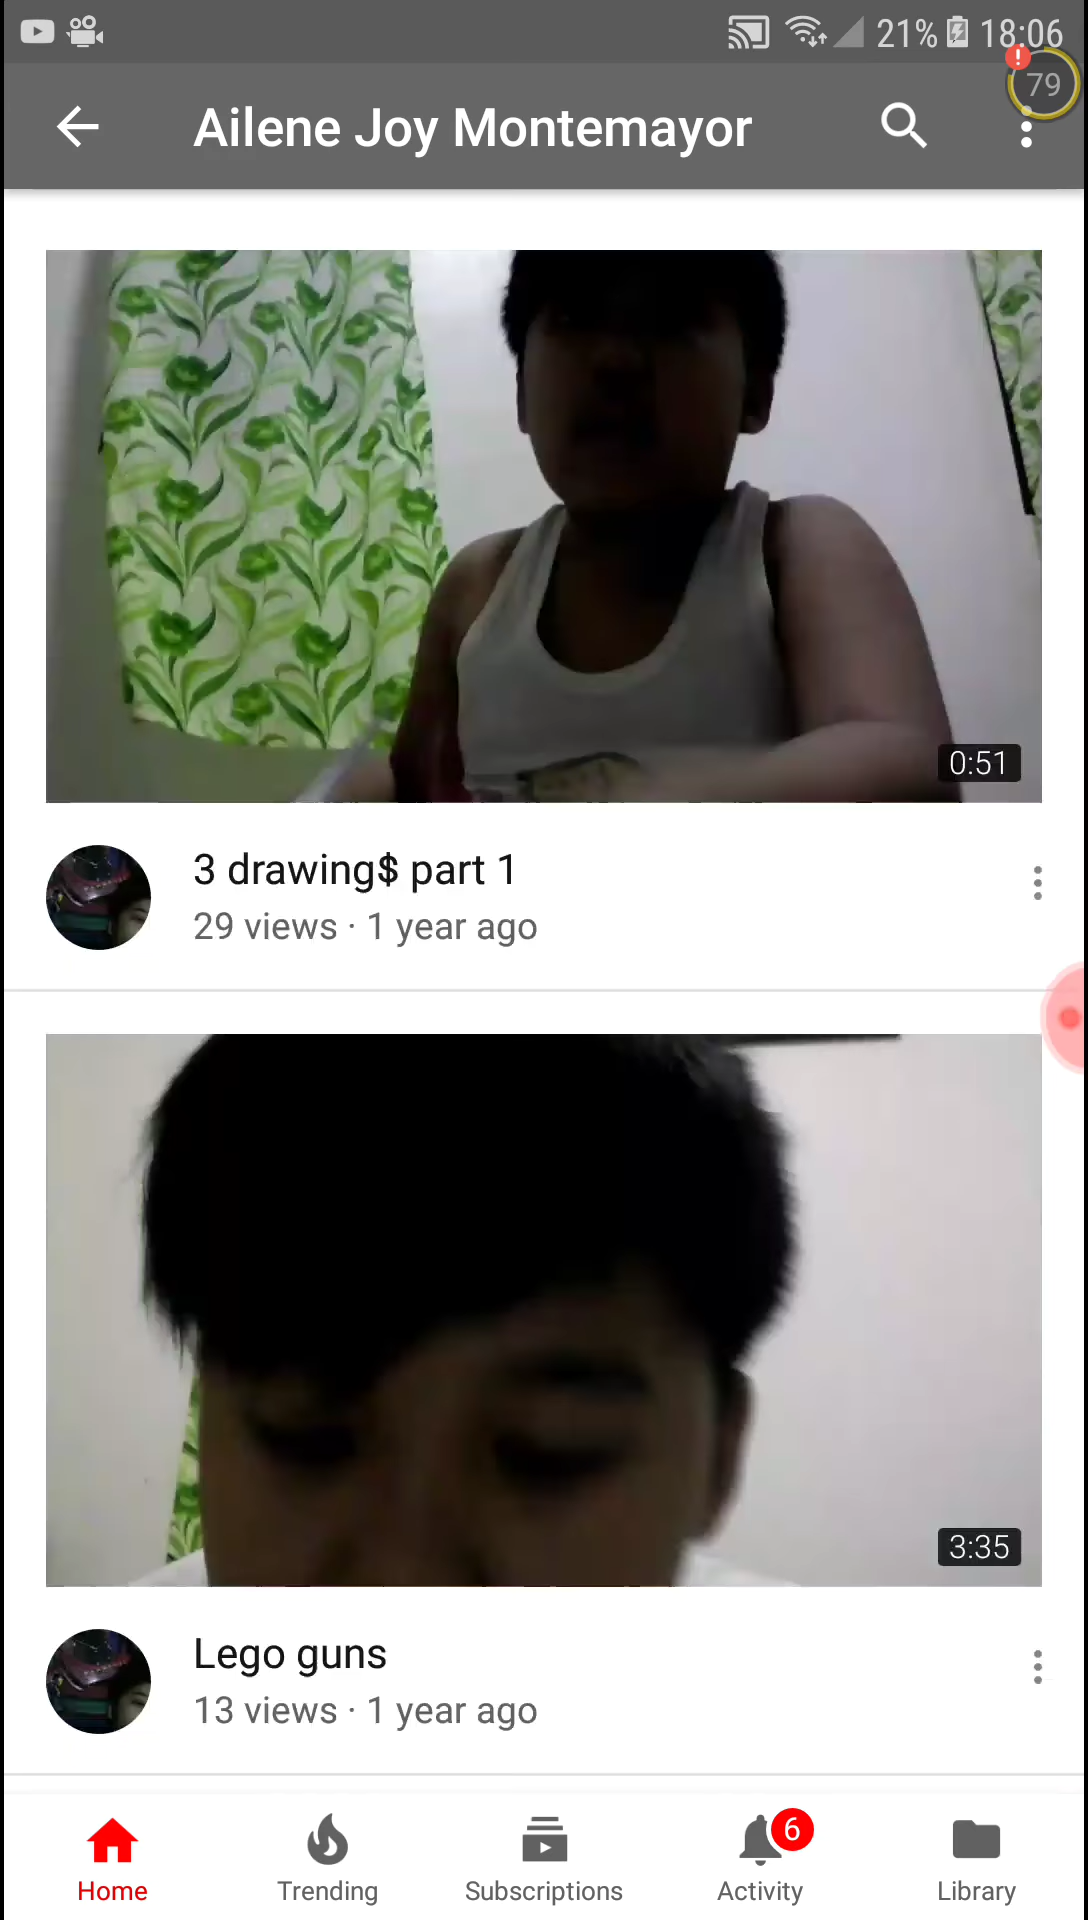 21% 18:06
79
Ailene Joy Montemayor
0:51
3 drawing$ part 1
29 views · 1 year ago
3:35
Lego guns
13 views · 1 year ago
6
Home Trending Subscriptions Activity Library